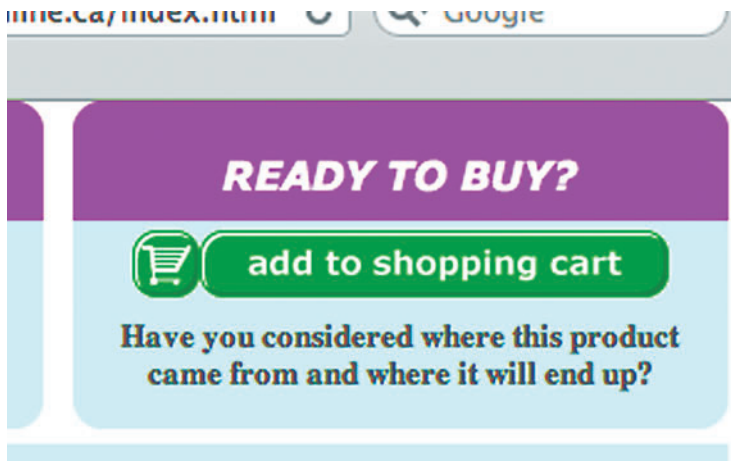 Google
READY TO BUY?
add to shopping cart
Have you considered where this product
came from and where it will end up?